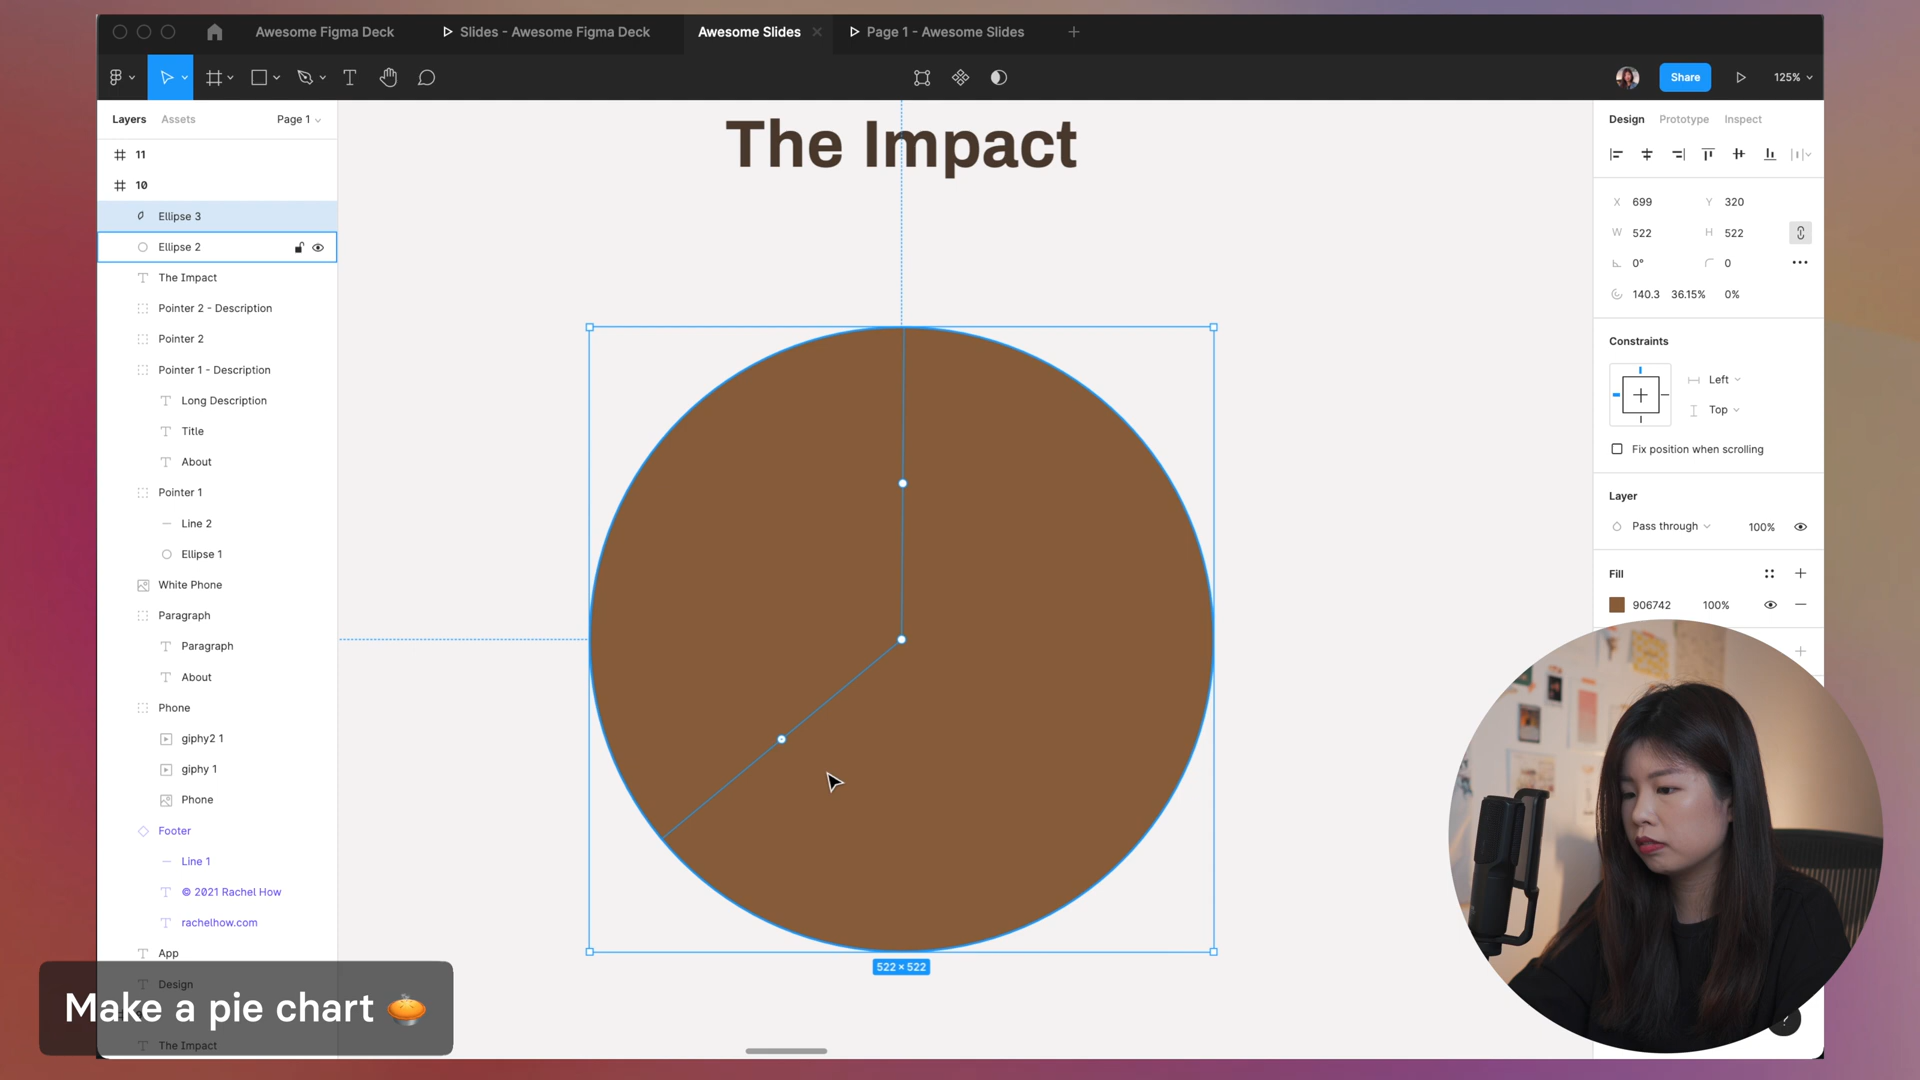 Awesome Figma Deck
Slides - Awesome Figma Deck
Awesome Slides
Page 1 - Awesome Slides
Share
125%
Layers
Assets
Page 1
11
10
Ellipse 3
Ellipse 2
The Impact
Pointer 2 - Description
Pointer 2
Pointer 1 - Description
Long Description
Title
About
Pointer 1
Line 2
Ellipse 1
White Phone
Paragraph
Paragraph
About
Phone
giphy2 1
giphy 1
Phone
Footer
Line 1
© 2021 Rachel How
rachelhow.com
App
Design
The Impact
The Impact
522 × 522
Design
Prototype
Inspect
X 699
Y 320
W 522
H 522
0°
0
140.3
36.15%
0%
Constraints
Left
Top
Fix position when scrolling
Layer
Pass through
100%
Fill
906742
100%
?
Make a pie chart